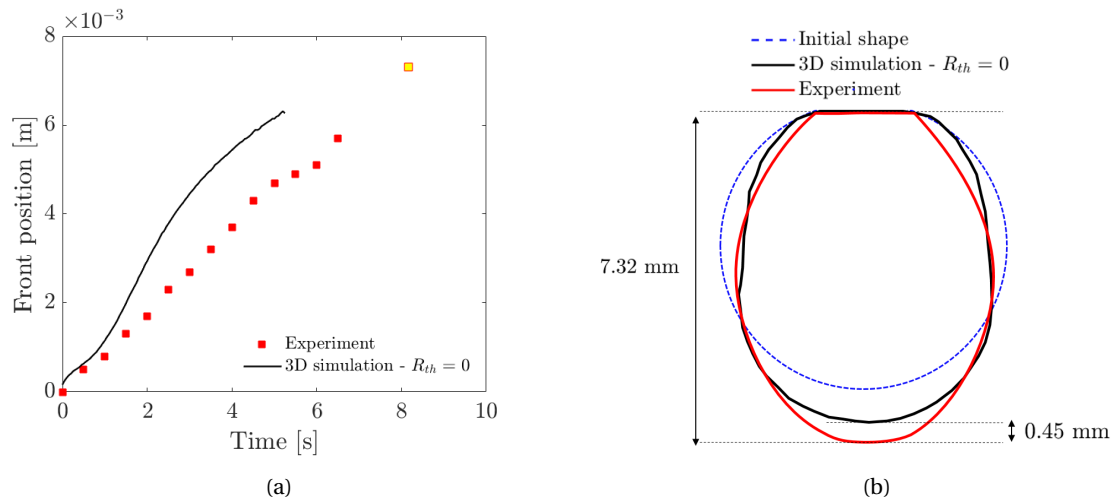 ×10⁻³
8
6
4
2
0
0 2 4 6 8 10
Front position [m]
Time [s]
Experiment
3D simulation - Rₜₕ = 0
(a)
Initial shape
3D simulation - Rₜₕ = 0
Experiment
7.32 mm
0.45 mm
(b)